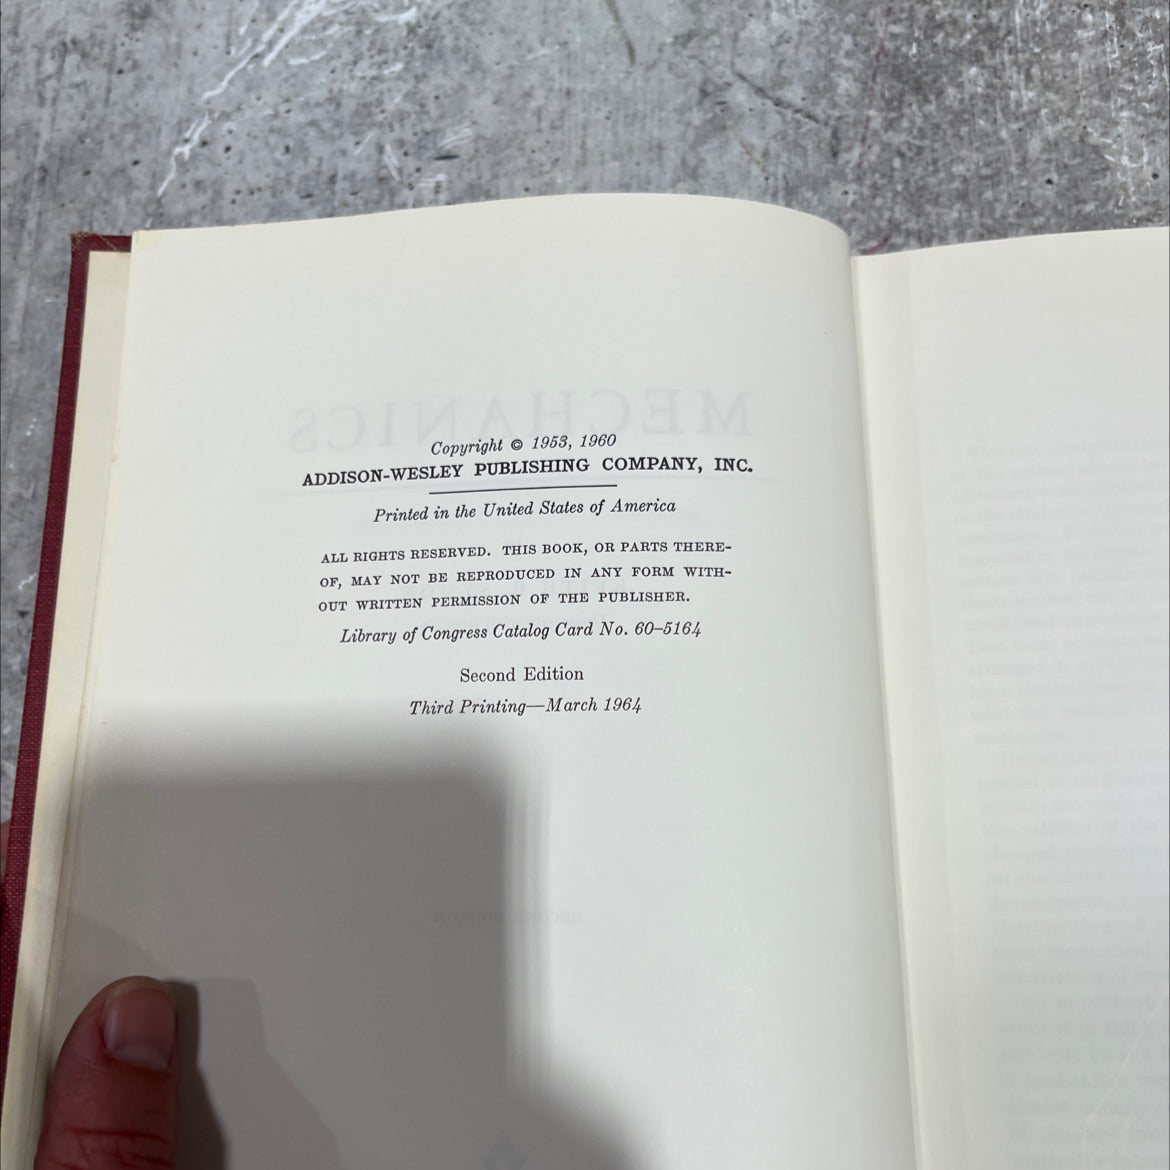 MECHANICS
Copyright © 1953, 1960
ADDISON-WESLEY PUBLISHING COMPANY, INC.
Printed in the United States of America
ALL RIGHTS RESERVED. THIS BOOK, OR PARTS THERE-
OF, MAY NOT BE REPRODUCED IN ANY FORM WITH-
OUT WRITTEN PERMISSION OF THE PUBLISHER.
Library of Congress Catalog Card No. 60–5164
Second Edition
Third Printing—March 1964